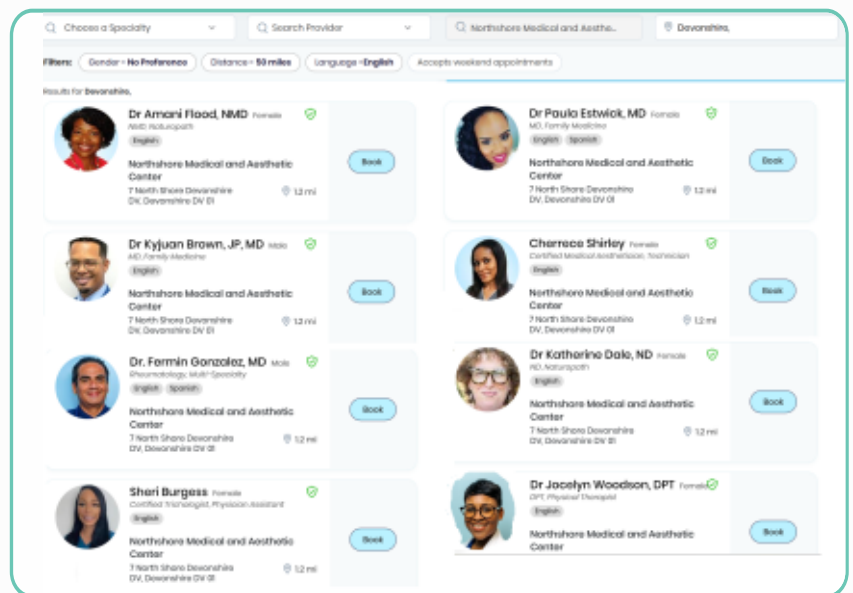 Choose a Specialty
Search Provider
Northshore Medical and Aesthe...
Devonshire,
Filters: Gender = No Preference Distance = 50 miles Language = English Accepts weekend appointments
Results for Devonshire,
Dr Amani Flood, NMD Female
NMD, Naturopath
English
Northshore Medical and Aesthetic
Center
7 North Shore Devonshire
DV, Devonshire DV 01
1.2 mi
Book
Dr Paula Estwick, MD Female
MD, Family Medicine
English Spanish
Northshore Medical and Aesthetic
Center
7 North Shore Devonshire
DV, Devonshire DV 01
1.2 mi
Book
Dr Kyjuan Brown, JP, MD Male
MD, Family Medicine
English
Northshore Medical and Aesthetic
Center
7 North Shore Devonshire
DV, Devonshire DV 01
1.2 mi
Book
Cherrece Shirley Female
Certified Medical Aesthetician, Technician
English
Northshore Medical and Aesthetic
Center
7 North Shore Devonshire
DV, Devonshire DV 01
1.2 mi
Book
Dr. Fermin Gonzalez, MD Male
Rheumatology, Multi-Specialty
English Spanish
Northshore Medical and Aesthetic
Center
7 North Shore Devonshire
DV, Devonshire DV 01
1.2 mi
Book
Dr Katherine Dale, ND Female
ND, Naturopath
English
Northshore Medical and Aesthetic
Center
7 North Shore Devonshire
DV, Devonshire DV 01
1.2 mi
Book
Sheri Burgess Female
Certified Trichologist, Physician Assistant
English
Northshore Medical and Aesthetic
Center
7 North Shore Devonshire
DV, Devonshire DV 01
1.2 mi
Book
Dr Jocelyn Woodson, DPT Female
DPT, Physical Therapist
English
Northshore Medical and Aesthetic
Center
Book